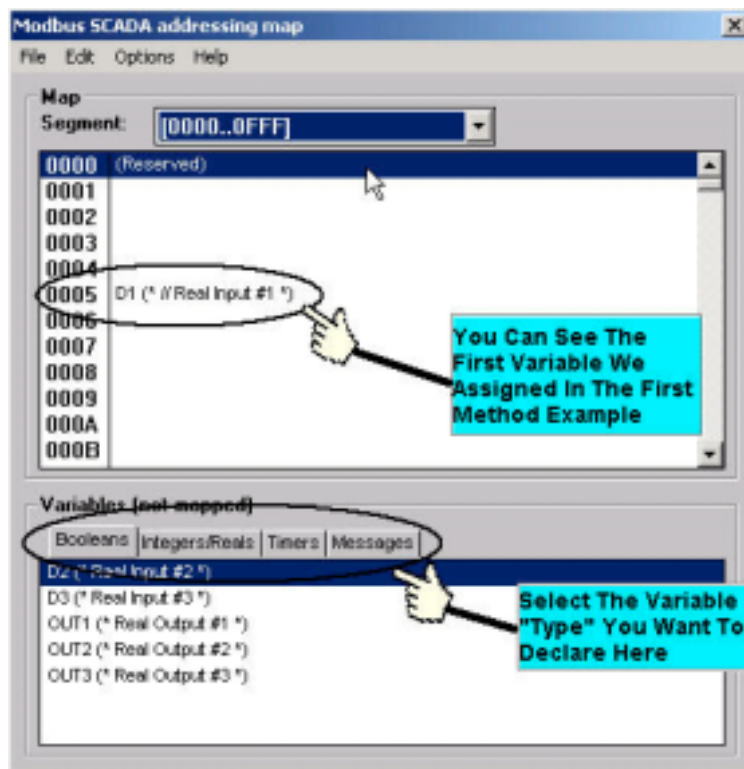 Modbus SCADA addressing map
File Edit Options Help
Map
Segment: [0000..0FFF]
0000 (Reserved)
0001
0002
0003
0004
0005 D1 (* // Real Input #1 *)
0006
0007
0008
0009
000A
000B
You Can See The
First Variable We
Assigned In The First
Method Example
Variables [not mapped]
Booleans Integers/Reals Timers Messages
D2 (* Real Input #2 *)
D3 (* Real Input #3 *)
OUT1 (* Real Output #1 *)
OUT2 (* Real Output #2 *)
OUT3 (* Real Output #3 *)
Select The Variable
"Type" You Want To
Declare Here